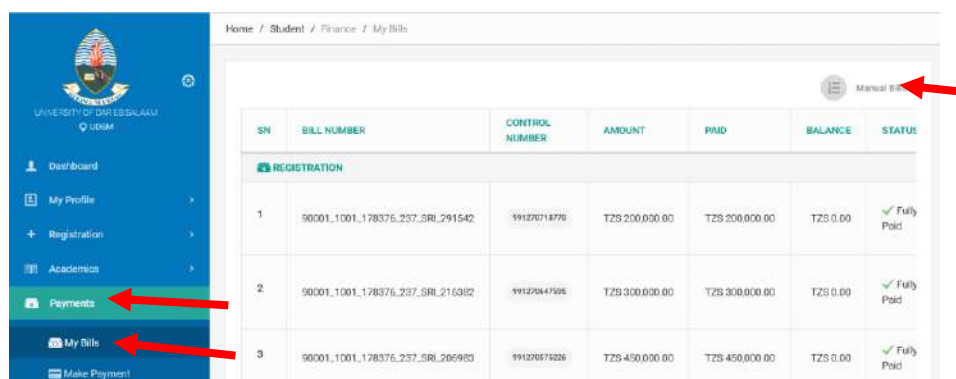 Home / Student / Finance / My Bills
UNIVERSITY OF DAR ES SALAAM
UDSM
Dashboard
My Profile
Registration
Academics
Payments
My Bills
Make Payment
Manual
SN BILL NUMBER CONTROL NUMBER AMOUNT PAID BALANCE STATUS
REGISTRATION
1 90001_1001_178376_237_SRI_291542 991270718770 TZS 200,000.00 TZS 200,000.00 TZS 0.00 Fully Paid
2 90001_1001_178376_237_SRI_216382 TZS 300,000.00 TZS 300,000.00 TZS 0.00 Fully Paid
3 90001_1001_178376_237_SRI_206983 991270575226 TZS 450,000.00 TZS 450,000.00 TZS 0.00 Fully Paid